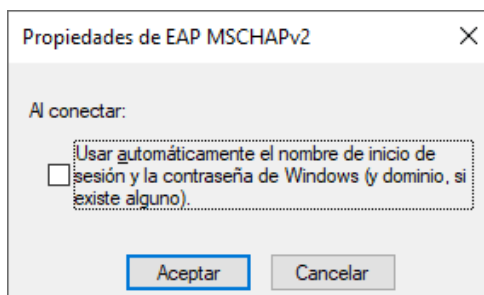 Propiedades de EAP MSCHAPv2
Al conectar:
Usar automáticamente el nombre de inicio de
sesión y la contraseña de Windows (y dominio, si
existe alguno).
Aceptar
Cancelar